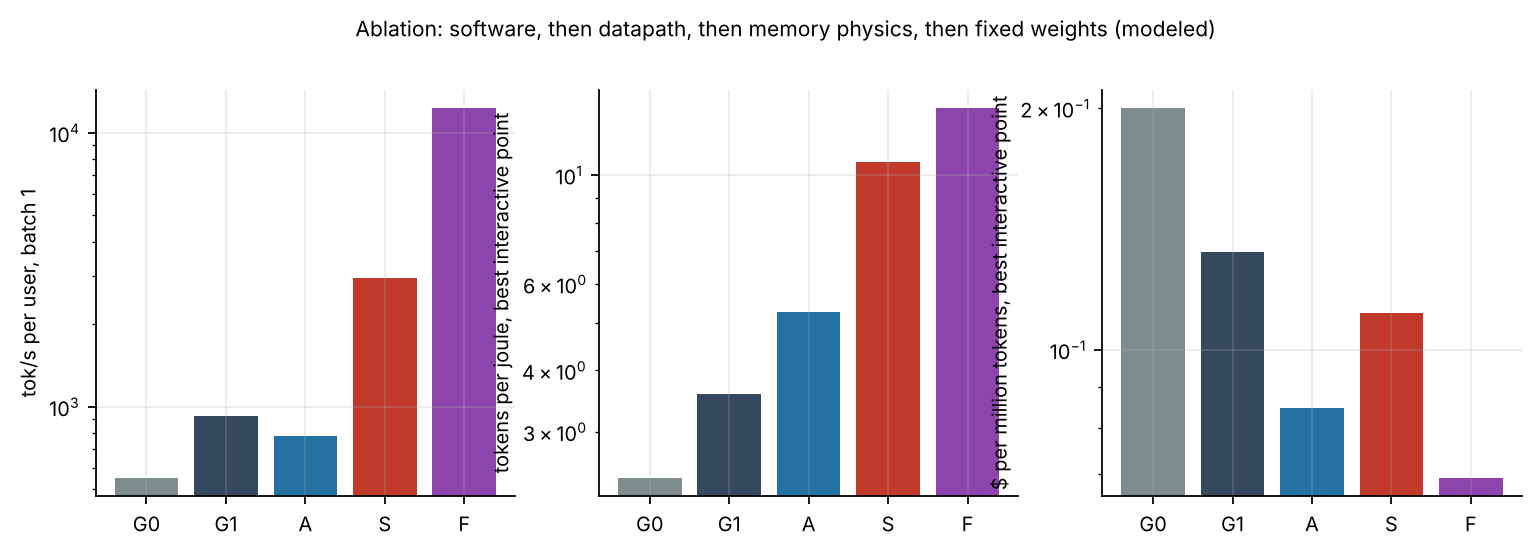 Ablation: software, then datapath, then memory physics, then fixed weights (modeled)
tok/s per user, batch 1
10⁴
10³
G0 G1 A S F
tokens per joule, best interactive point
10¹
6 × 10⁰
4 × 10⁰
3 × 10⁰
G0 G1 A S F
$ per million tokens, best interactive point
2 × 10⁻¹
10⁻¹
G0 G1 A S F